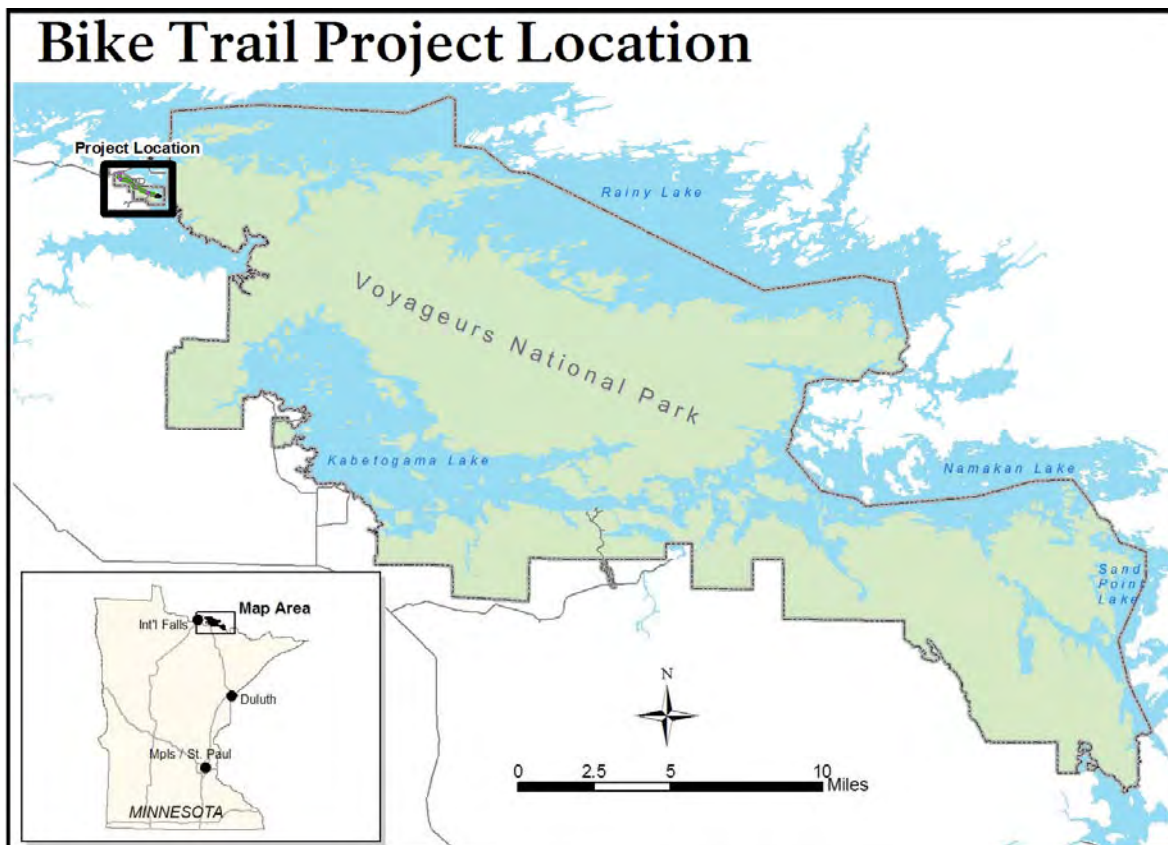 Bike Trail Project Location
Project Location
Rainy Lake
Voyageurs National Park
Kabetogama Lake
Namakan Lake
Sand
Point
Lake
Map Area
Int'l Falls
Duluth
Mpls / St. Paul
MINNESOTA
N
0 2.5 5 10
Miles